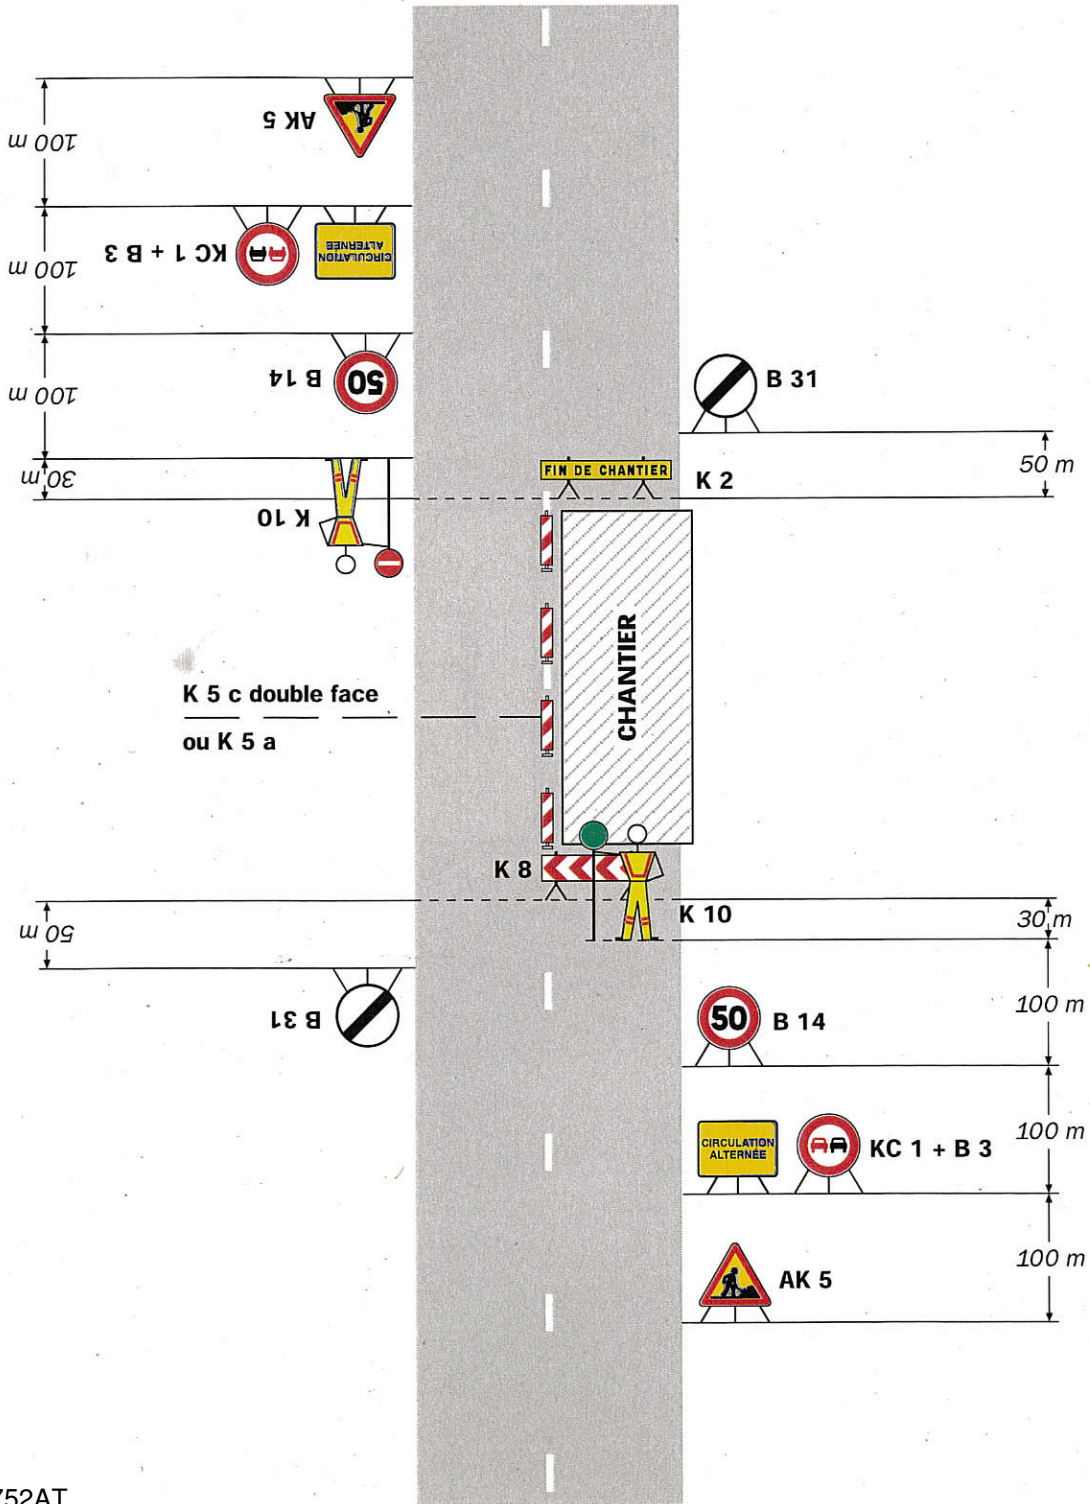 AK 5
100 m
KC 1 + B 3
CIRCULATION
ALTERNÉE
100 m
B 14
50
100 m
B 31
30 m
FIN DE CHANTIER
K 2
50 m
K 10
CHANTIER
K 5 c double face
ou K 5 a
K 8
K 10
30 m
50 m
B 31
50
B 14
100 m
CIRCULATION
ALTERNÉE
KC 1 + B 3
100 m
AK 5
100 m
752AT